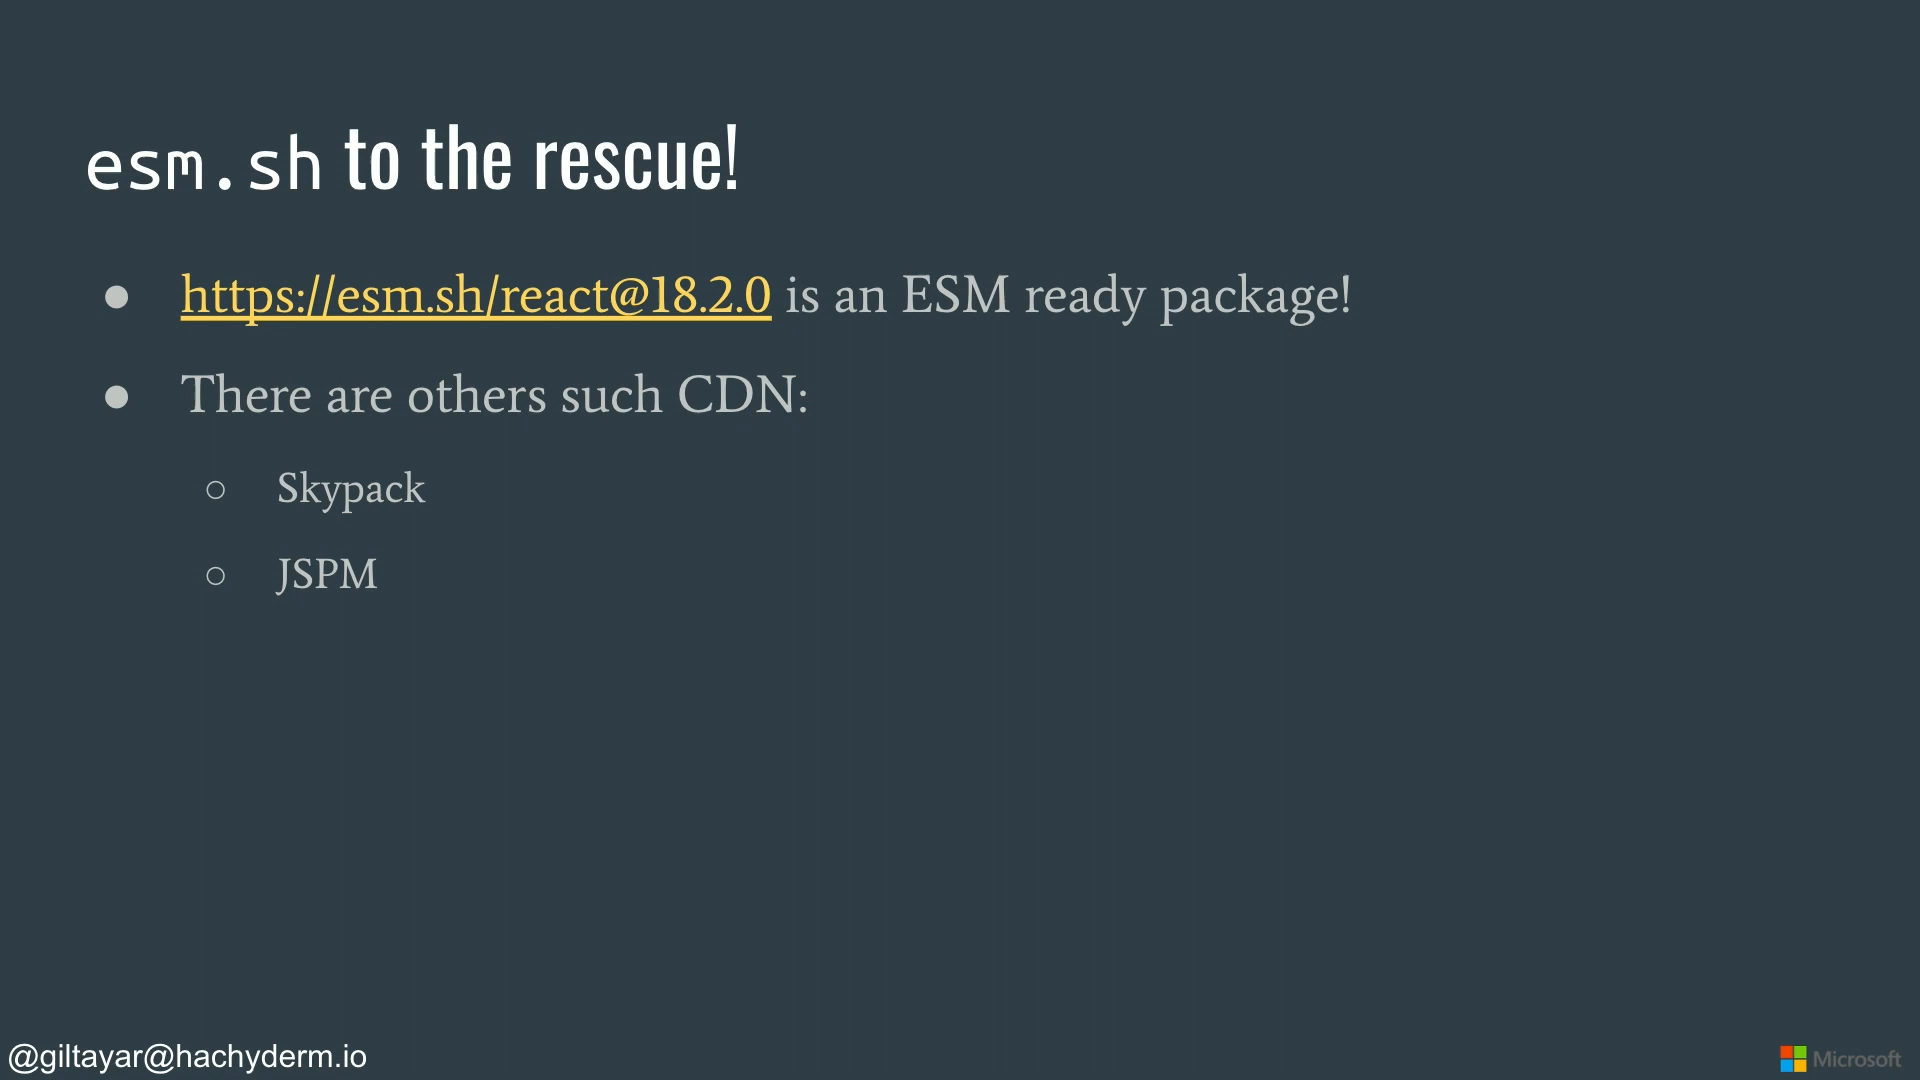 esm.sh to the rescue!
● https://esm.sh/react@18.2.0 is an ESM ready package!
● There are others such CDN:
○ Skypack
○ JSPM
@giltayar@hachyderm.io
Microsoft